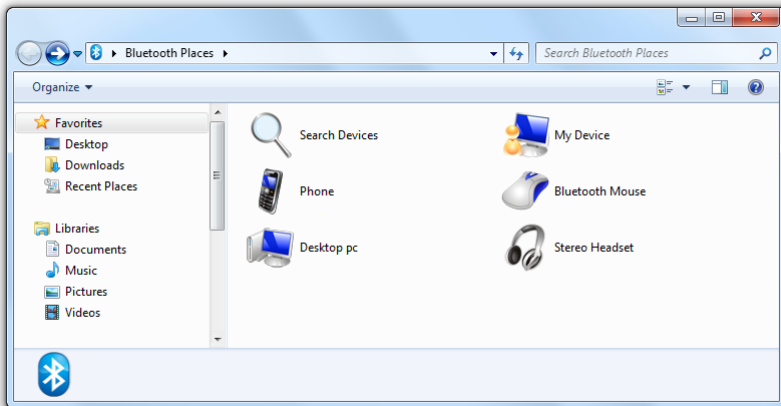 Bluetooth Places
Search Bluetooth Places
Organize
Favorites
Desktop
Downloads
Recent Places
Libraries
Documents
Music
Pictures
Videos
Search Devices
My Device
Phone
Bluetooth Mouse
Desktop pc
Stereo Headset